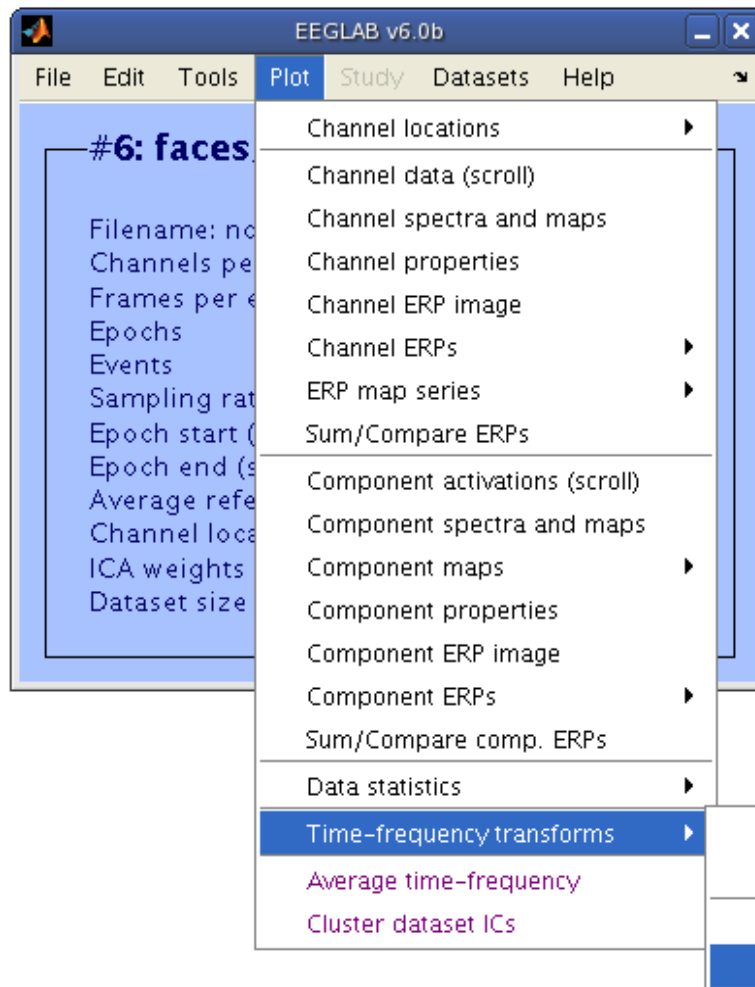 EEGLAB v6.0b
File Edit Tools Plot Study Datasets Help
#6: faces_
Filename: no
Channels pe
Frames per e
Epochs
Events
Sampling rat
Epoch start (
Epoch end (s
Average refe
Channel loca
ICA weights
Dataset size
Channel locations
Channel data (scroll)
Channel spectra and maps
Channel properties
Channel ERP image
Channel ERPs
ERP map series
Sum/Compare ERPs
Component activations (scroll)
Component spectra and maps
Component maps
Component properties
Component ERP image
Component ERPs
Sum/Compare comp. ERPs
Data statistics
Time-frequency transforms
Average time-frequency
Cluster dataset ICs